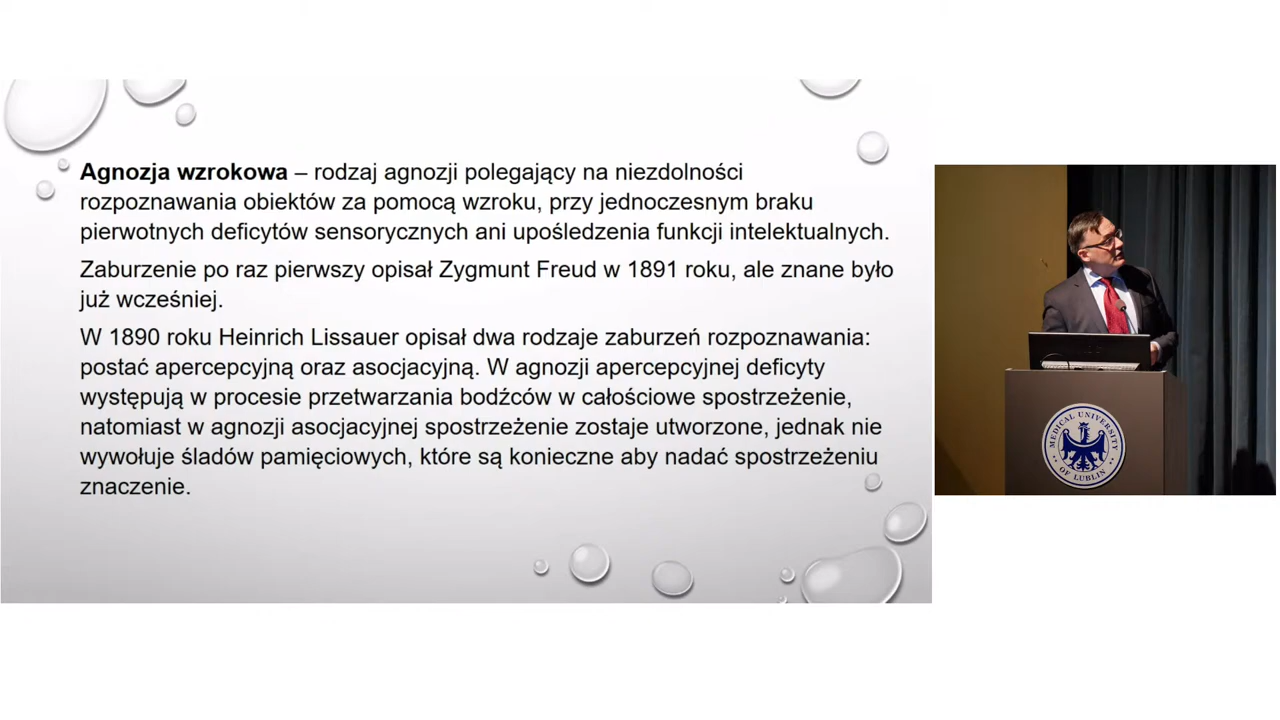 Agnozja wzrokowa – rodzaj agnozji polegający na niezdolności
rozpoznawania obiektów za pomocą wzroku, przy jednoczesnym braku
pierwotnych deficytów sensorycznych ani upośledzenia funkcji intelektualnych.
Zaburzenie po raz pierwszy opisał Zygmunt Freud w 1891 roku, ale znane było
już wcześniej.
W 1890 roku Heinrich Lissauer opisał dwa rodzaje zaburzeń rozpoznawania:
postać apercepcyjną oraz asocjacyjną. W agnozji apercepcyjnej deficyty
występują w procesie przetwarzania bodźców w całościowe spostrzeżenie,
natomiast w agnozji asocjacyjnej spostrzeżenie zostaje utworzone, jednak nie
wywołuje śladów pamięciowych, które są konieczne aby nadać spostrzeżeniu
znaczenie.
MEDICAL UNIVERSITY
OF LUBLIN